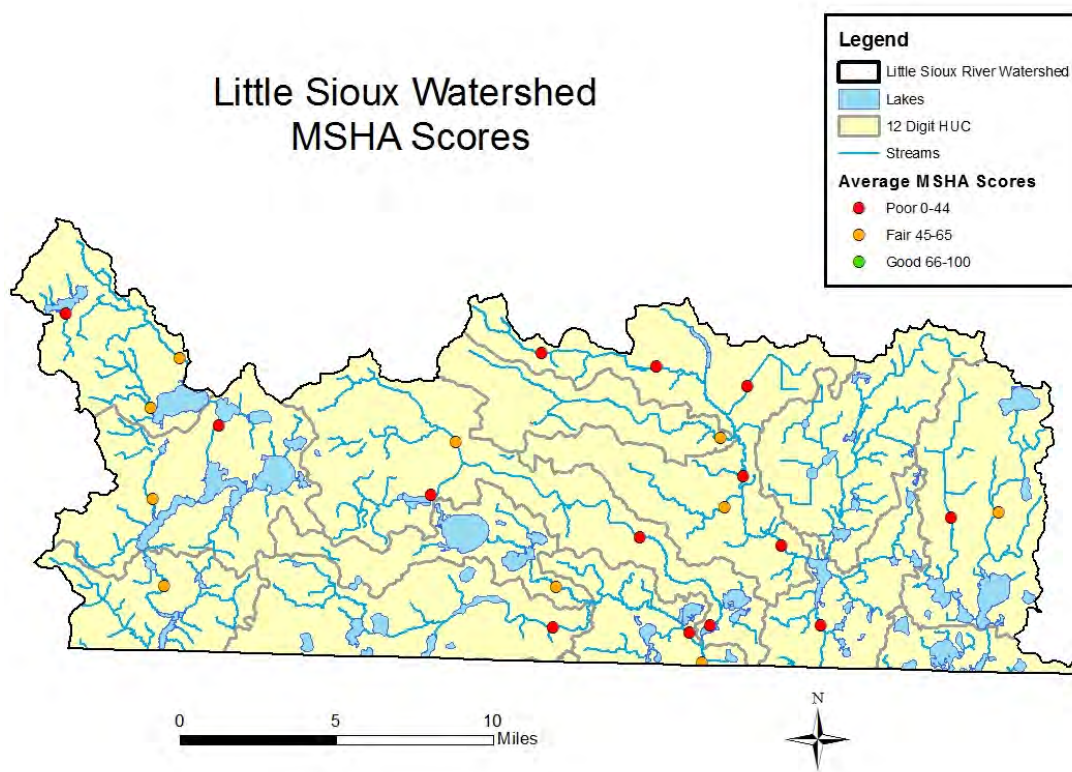 Little Sioux Watershed
MSHA Scores
Legend
Little Sioux River Watershed
Lakes
12 Digit HUC
Streams
Average MSHA Scores
Poor 0-44
Fair 45-65
Good 66-100
0 5 10
Miles
N